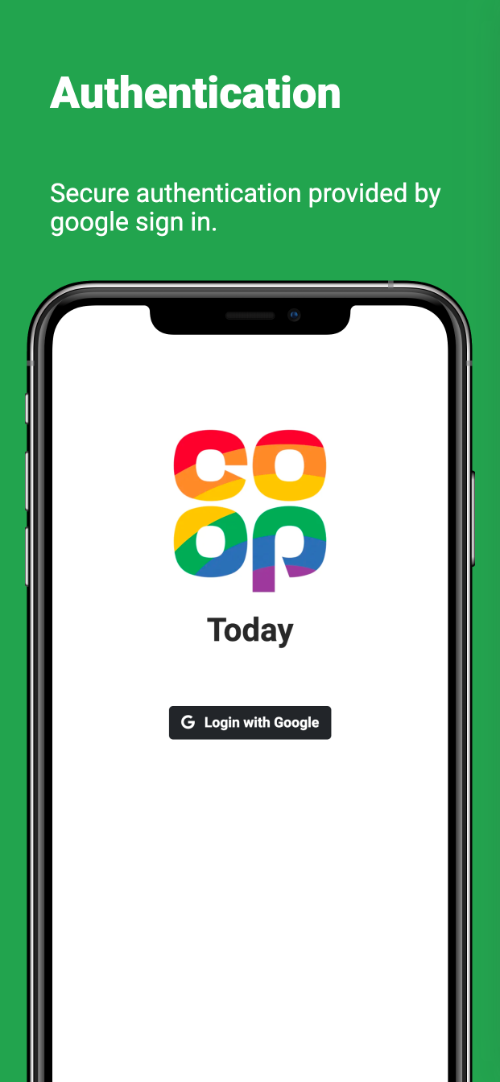 Authentication
Secure authentication provided by
google sign in.
co
op
Today
G Login with Google